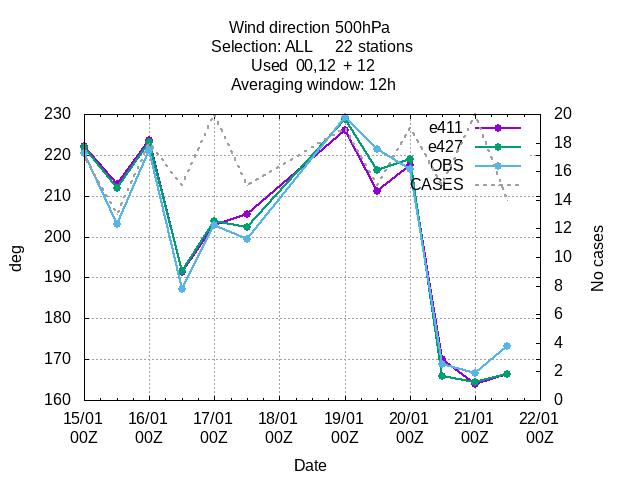 Wind direction 500hPa
Selection: ALL 22 stations
Used 00,12 + 12
Averaging window: 12h
230 20
220 18
210 16
200 14
190 12
180 10
170 8
160 6
4
2
0
e411
e427
OBS
CASES
deg
No cases
15/01 16/01 17/01 18/01 19/01 20/01 21/01 22/01
00Z 00Z 00Z 00Z 00Z 00Z 00Z 00Z
Date